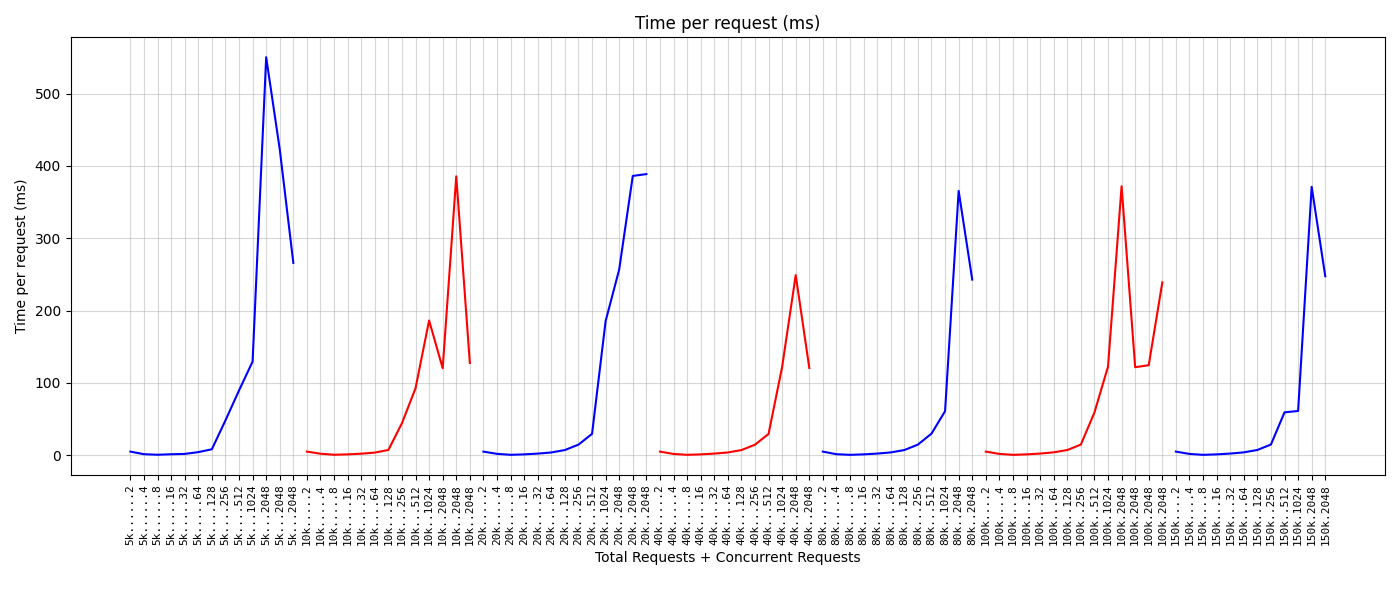 Time per request (ms)
Time per request (ms)
500
400
300
200
100
0
5k......2
5k......4
5k......8
5k.....16
5k.....32
5k.....64
5k....128
5k....256
5k....512
5k...1024
5k...2048
5k...2048
5k...2048
10k.....2
10k.....4
10k.....8
10k....16
10k....32
10k....64
10k...128
10k...256
10k...512
10k..1024
10k..2048
10k..2048
10k..2048
20k.....2
20k.....4
20k.....8
20k....16
20k....32
20k....64
20k...128
20k...256
20k...512
20k..1024
20k..2048
20k..2048
20k..2048
40k.....2
40k.....4
40k.....8
40k....16
40k....32
40k....64
40k...128
40k...256
40k...512
40k..1024
40k..2048
40k..2048
80k.....2
80k.....4
80k.....8
80k....16
80k....32
80k....64
80k...128
80k...256
80k...512
80k..1024
80k..2048
80k..2048
100k....2
100k....4
100k....8
100k...16
100k...32
100k...64
100k..128
100k..256
100k..512
100k.1024
100k.2048
100k.2048
100k.2048
100k.2048
150k....2
150k....4
150k....8
150k...16
150k...32
150k...64
150k..128
150k..256
150k..512
150k.1024
150k.2048
150k.2048
Total Requests + Concurrent Requests